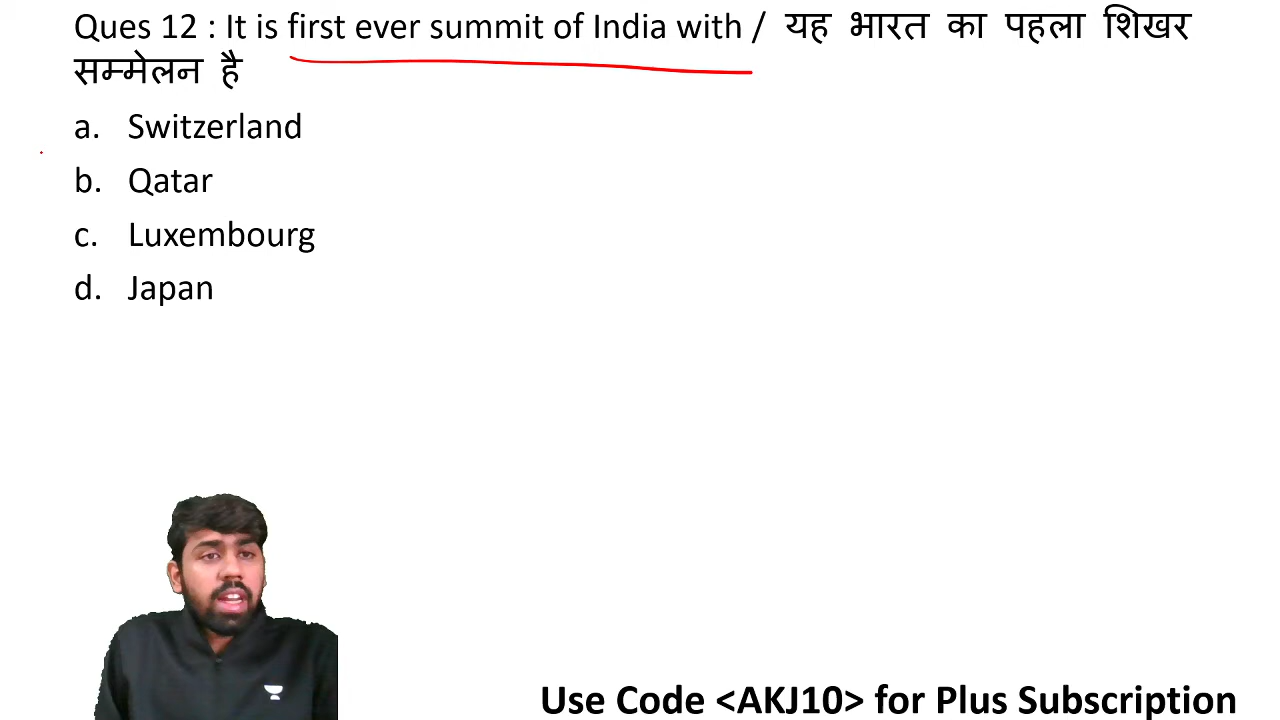 Ques 12 : It is first ever summit of India with / यह भारत का पहला शिखर
सम्मेलन है
a. Switzerland
b. Qatar
c. Luxembourg
d. Japan
Use Code <AKJ10> for Plus Subscription